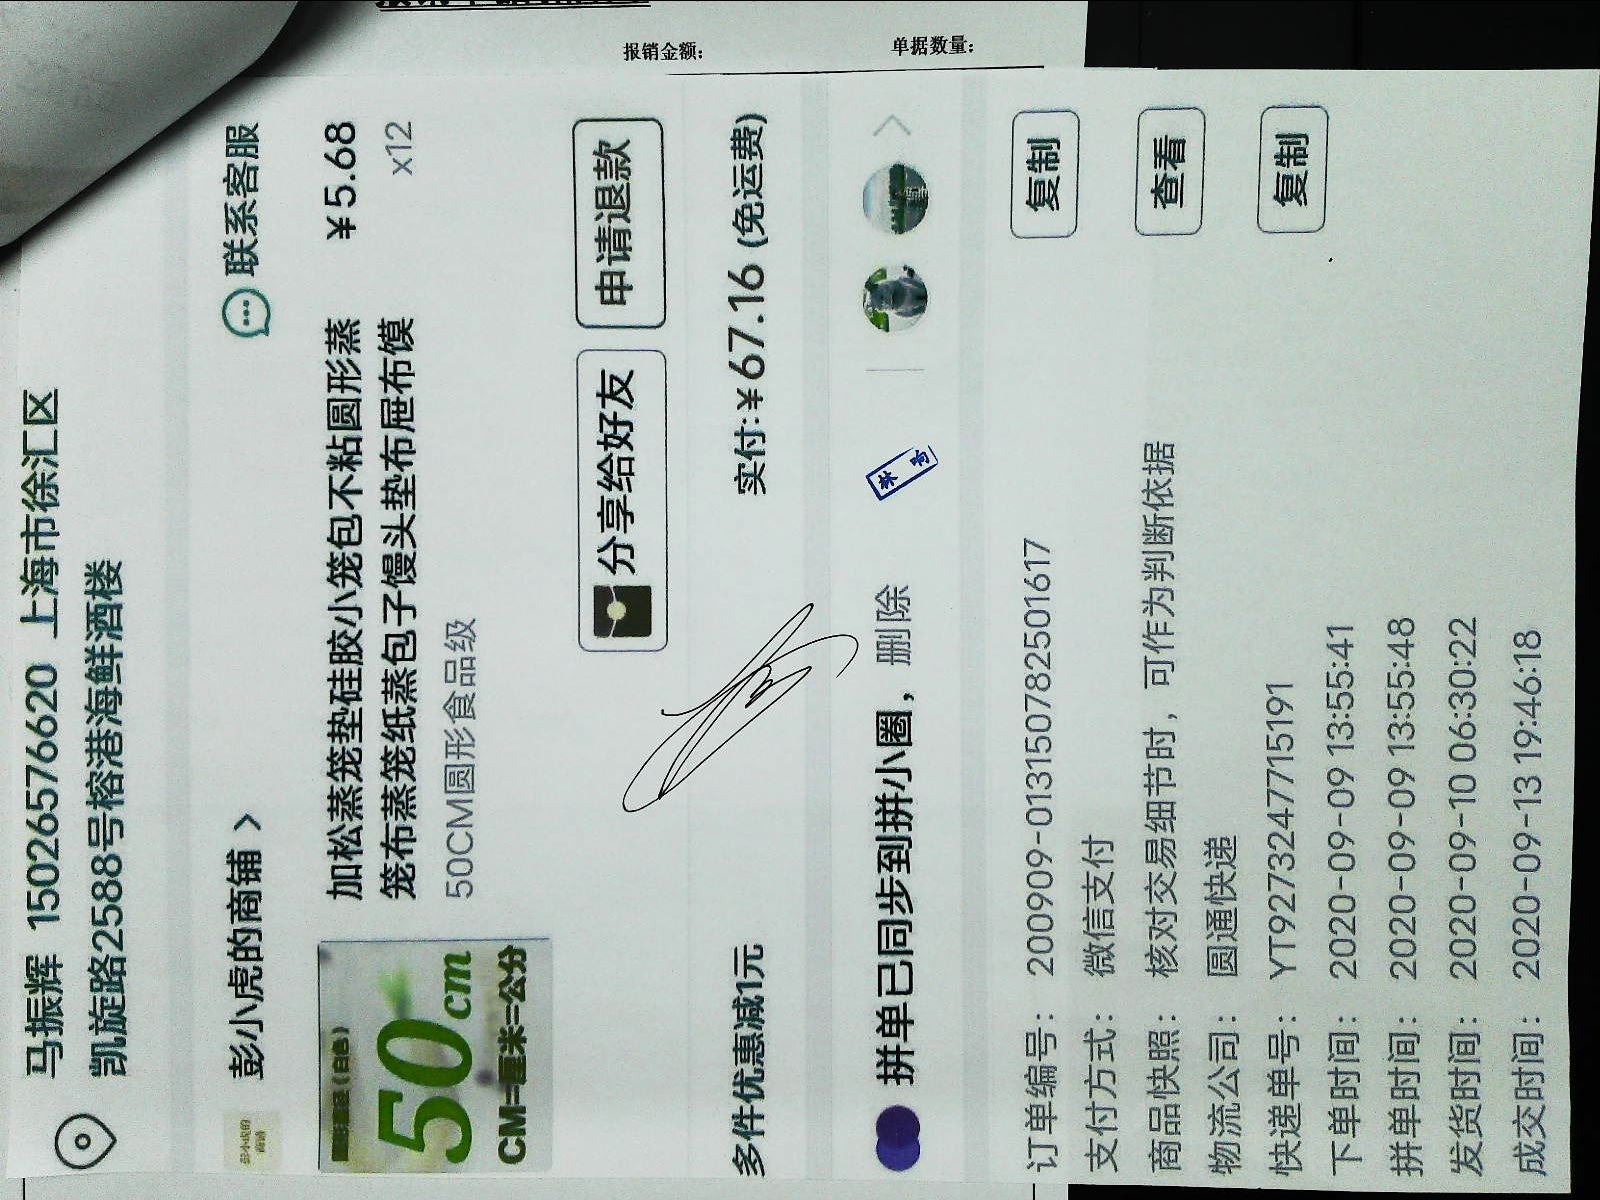 报销金额：
单据数量：
马振辉 15026576620 上海市徐汇区
凯旋路2588号榕港海鲜酒楼
彭小虎的商铺 >
联系客服
加松蒸笼垫硅胶小笼包不粘圆形蒸
笼布蒸笼纸蒸包子馒头垫布屉布馍
50CM圆形食品级
¥5.68
x12
50cm
CM=厘米=公分
分享给好友
申请退款
多件优惠减1元
实付:¥67.16 (免运费)
拼单已同步到拼小圈，删除
林 响
订单编号： 200909-013150782501617
复制
支付方式： 微信支付
商品快照： 核对交易细节时，可作为判断依据
查看
物流公司： 圆通快递
快递单号： YT9273247715191
复制
下单时间： 2020-09-09 13:55:41
拼单时间： 2020-09-09 13:55:48
发货时间： 2020-09-10 06:30:22
成交时间： 2020-09-13 19:46:18